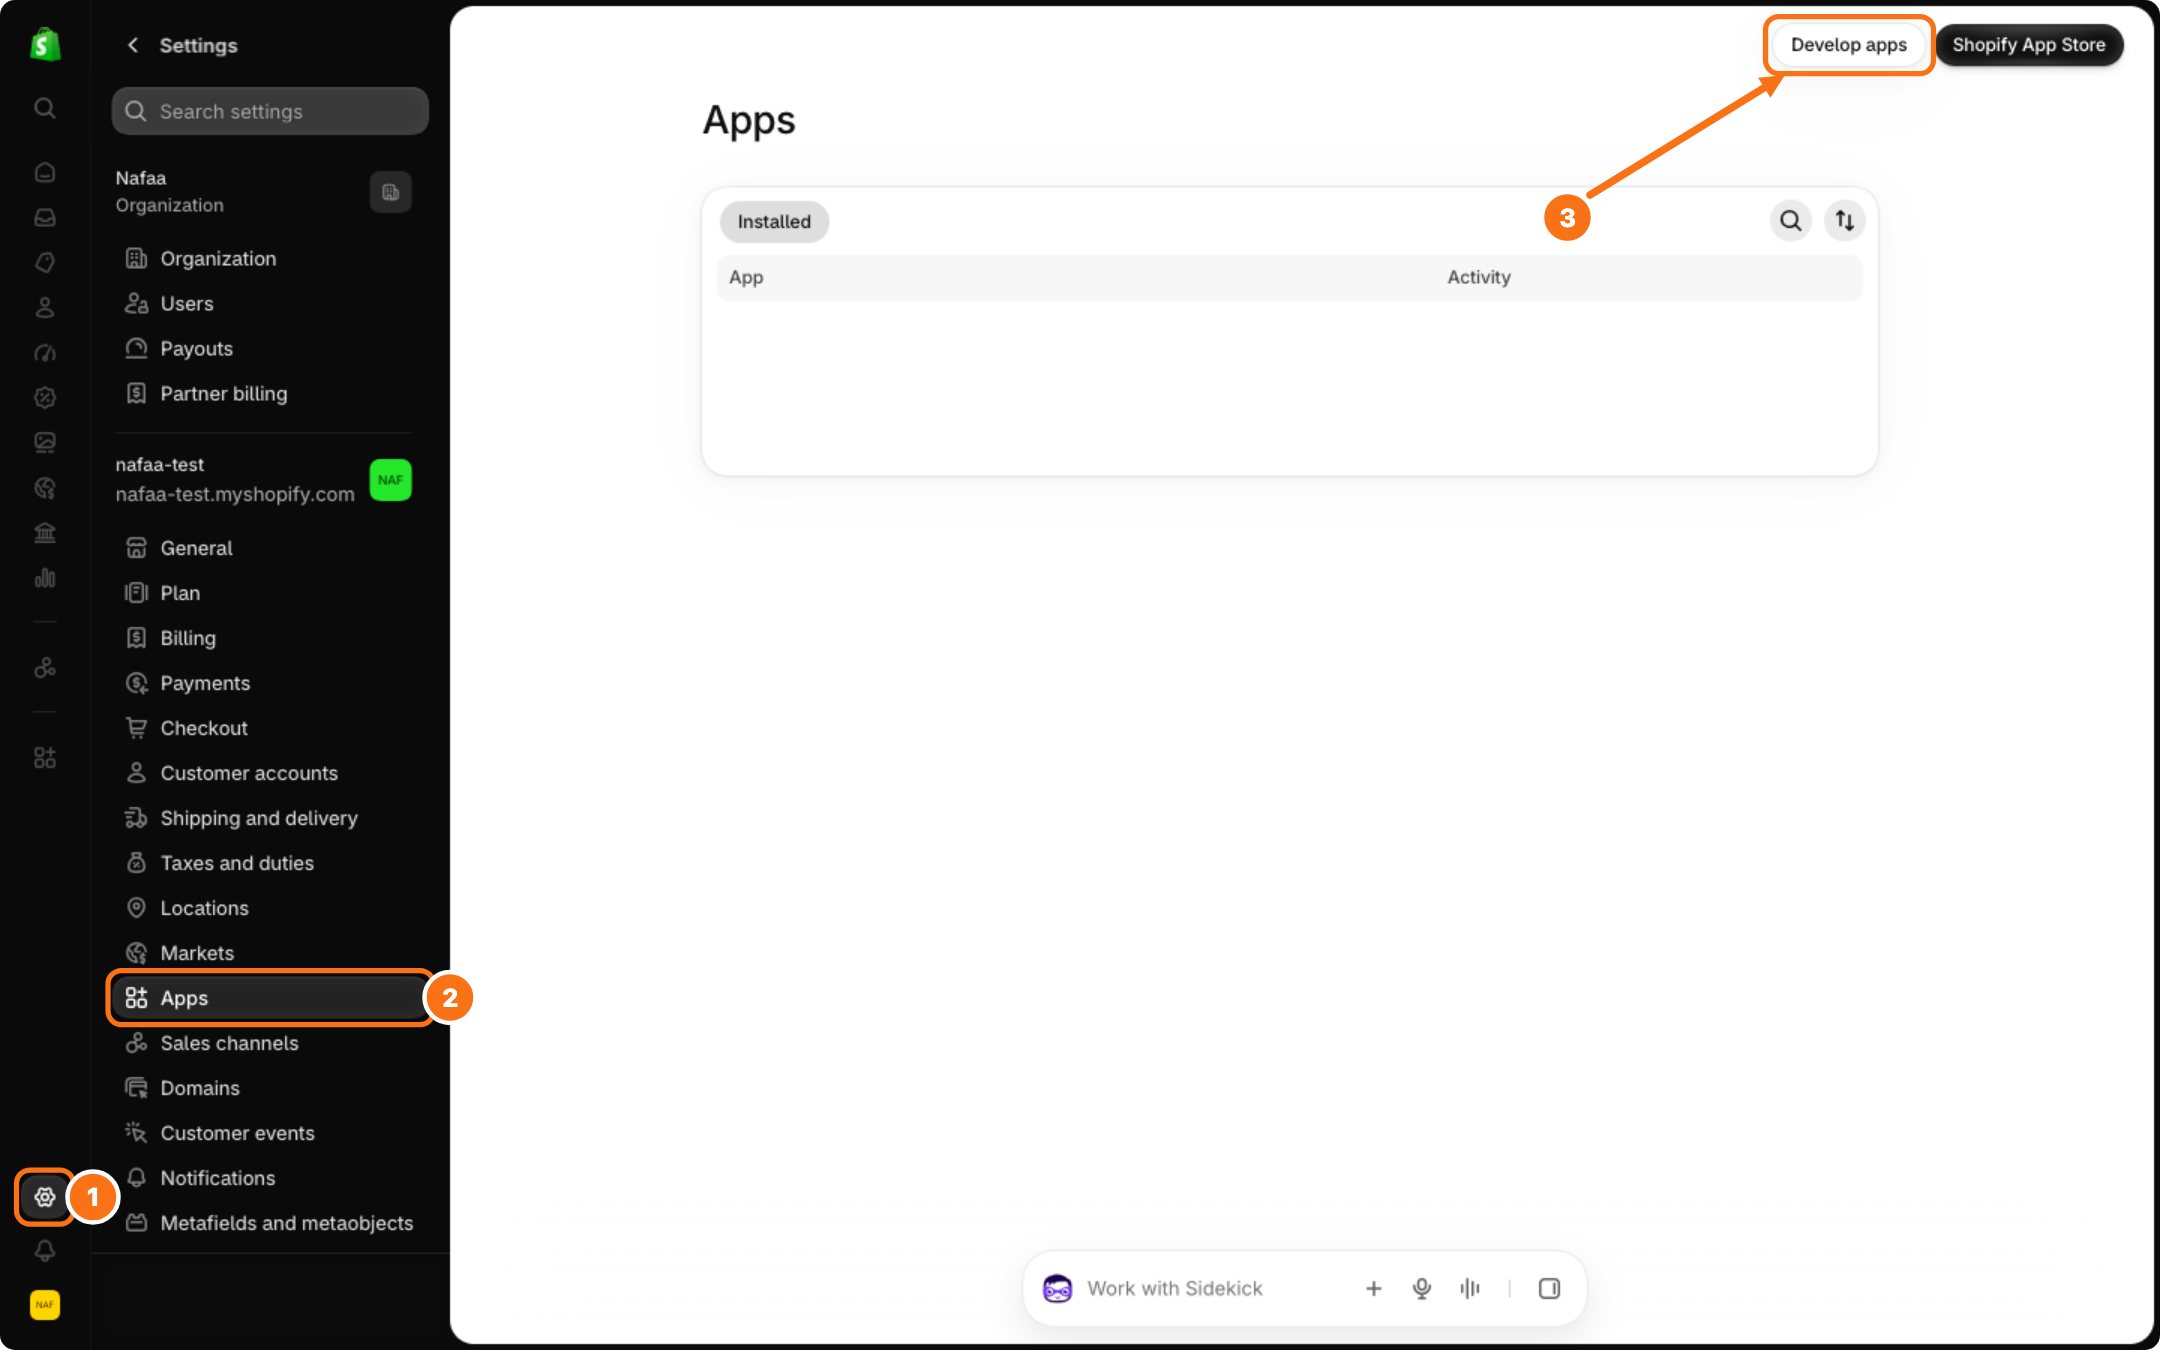 Settings
Search settings
Nafaa
Organization
Organization
Users
Payouts
Partner billing
nafaa-test
nafaa-test.myshopify.com
NAF
General
Plan
Billing
Payments
Checkout
Customer accounts
Shipping and delivery
Taxes and duties
Locations
Markets
Apps
2
Sales channels
Domains
Customer events
Notifications
1
Metafields and metaobjects
NAF
Develop apps
Shopify App Store
Apps
3
Installed
App Activity
Work with Sidekick